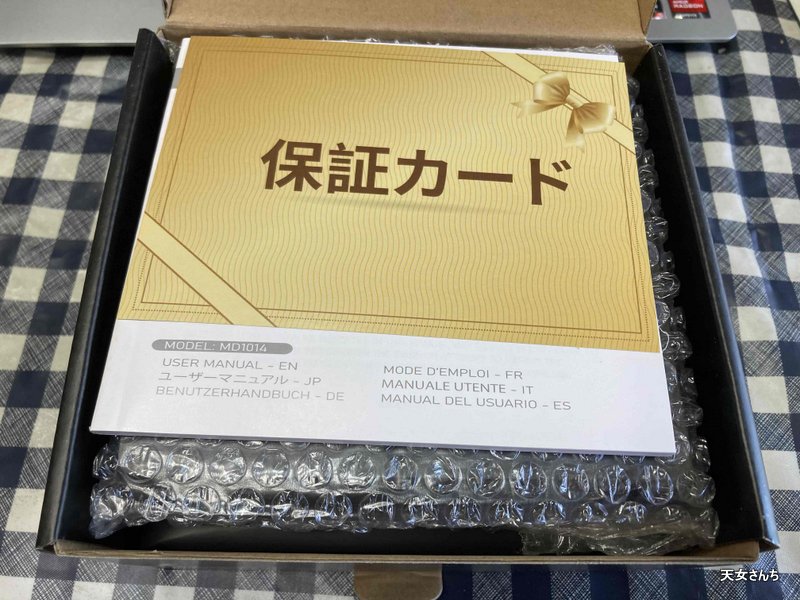 RADEON
保証カード
MODEL: MD1014
USER MANUAL – EN
ユーザーマニュアル – JP
BENUTZERHANDBUCH – DE
MODE D'EMPLOI – FR
MANUALE UTENTE – IT
MANUAL DEL USUARIO – ES
天女さんち